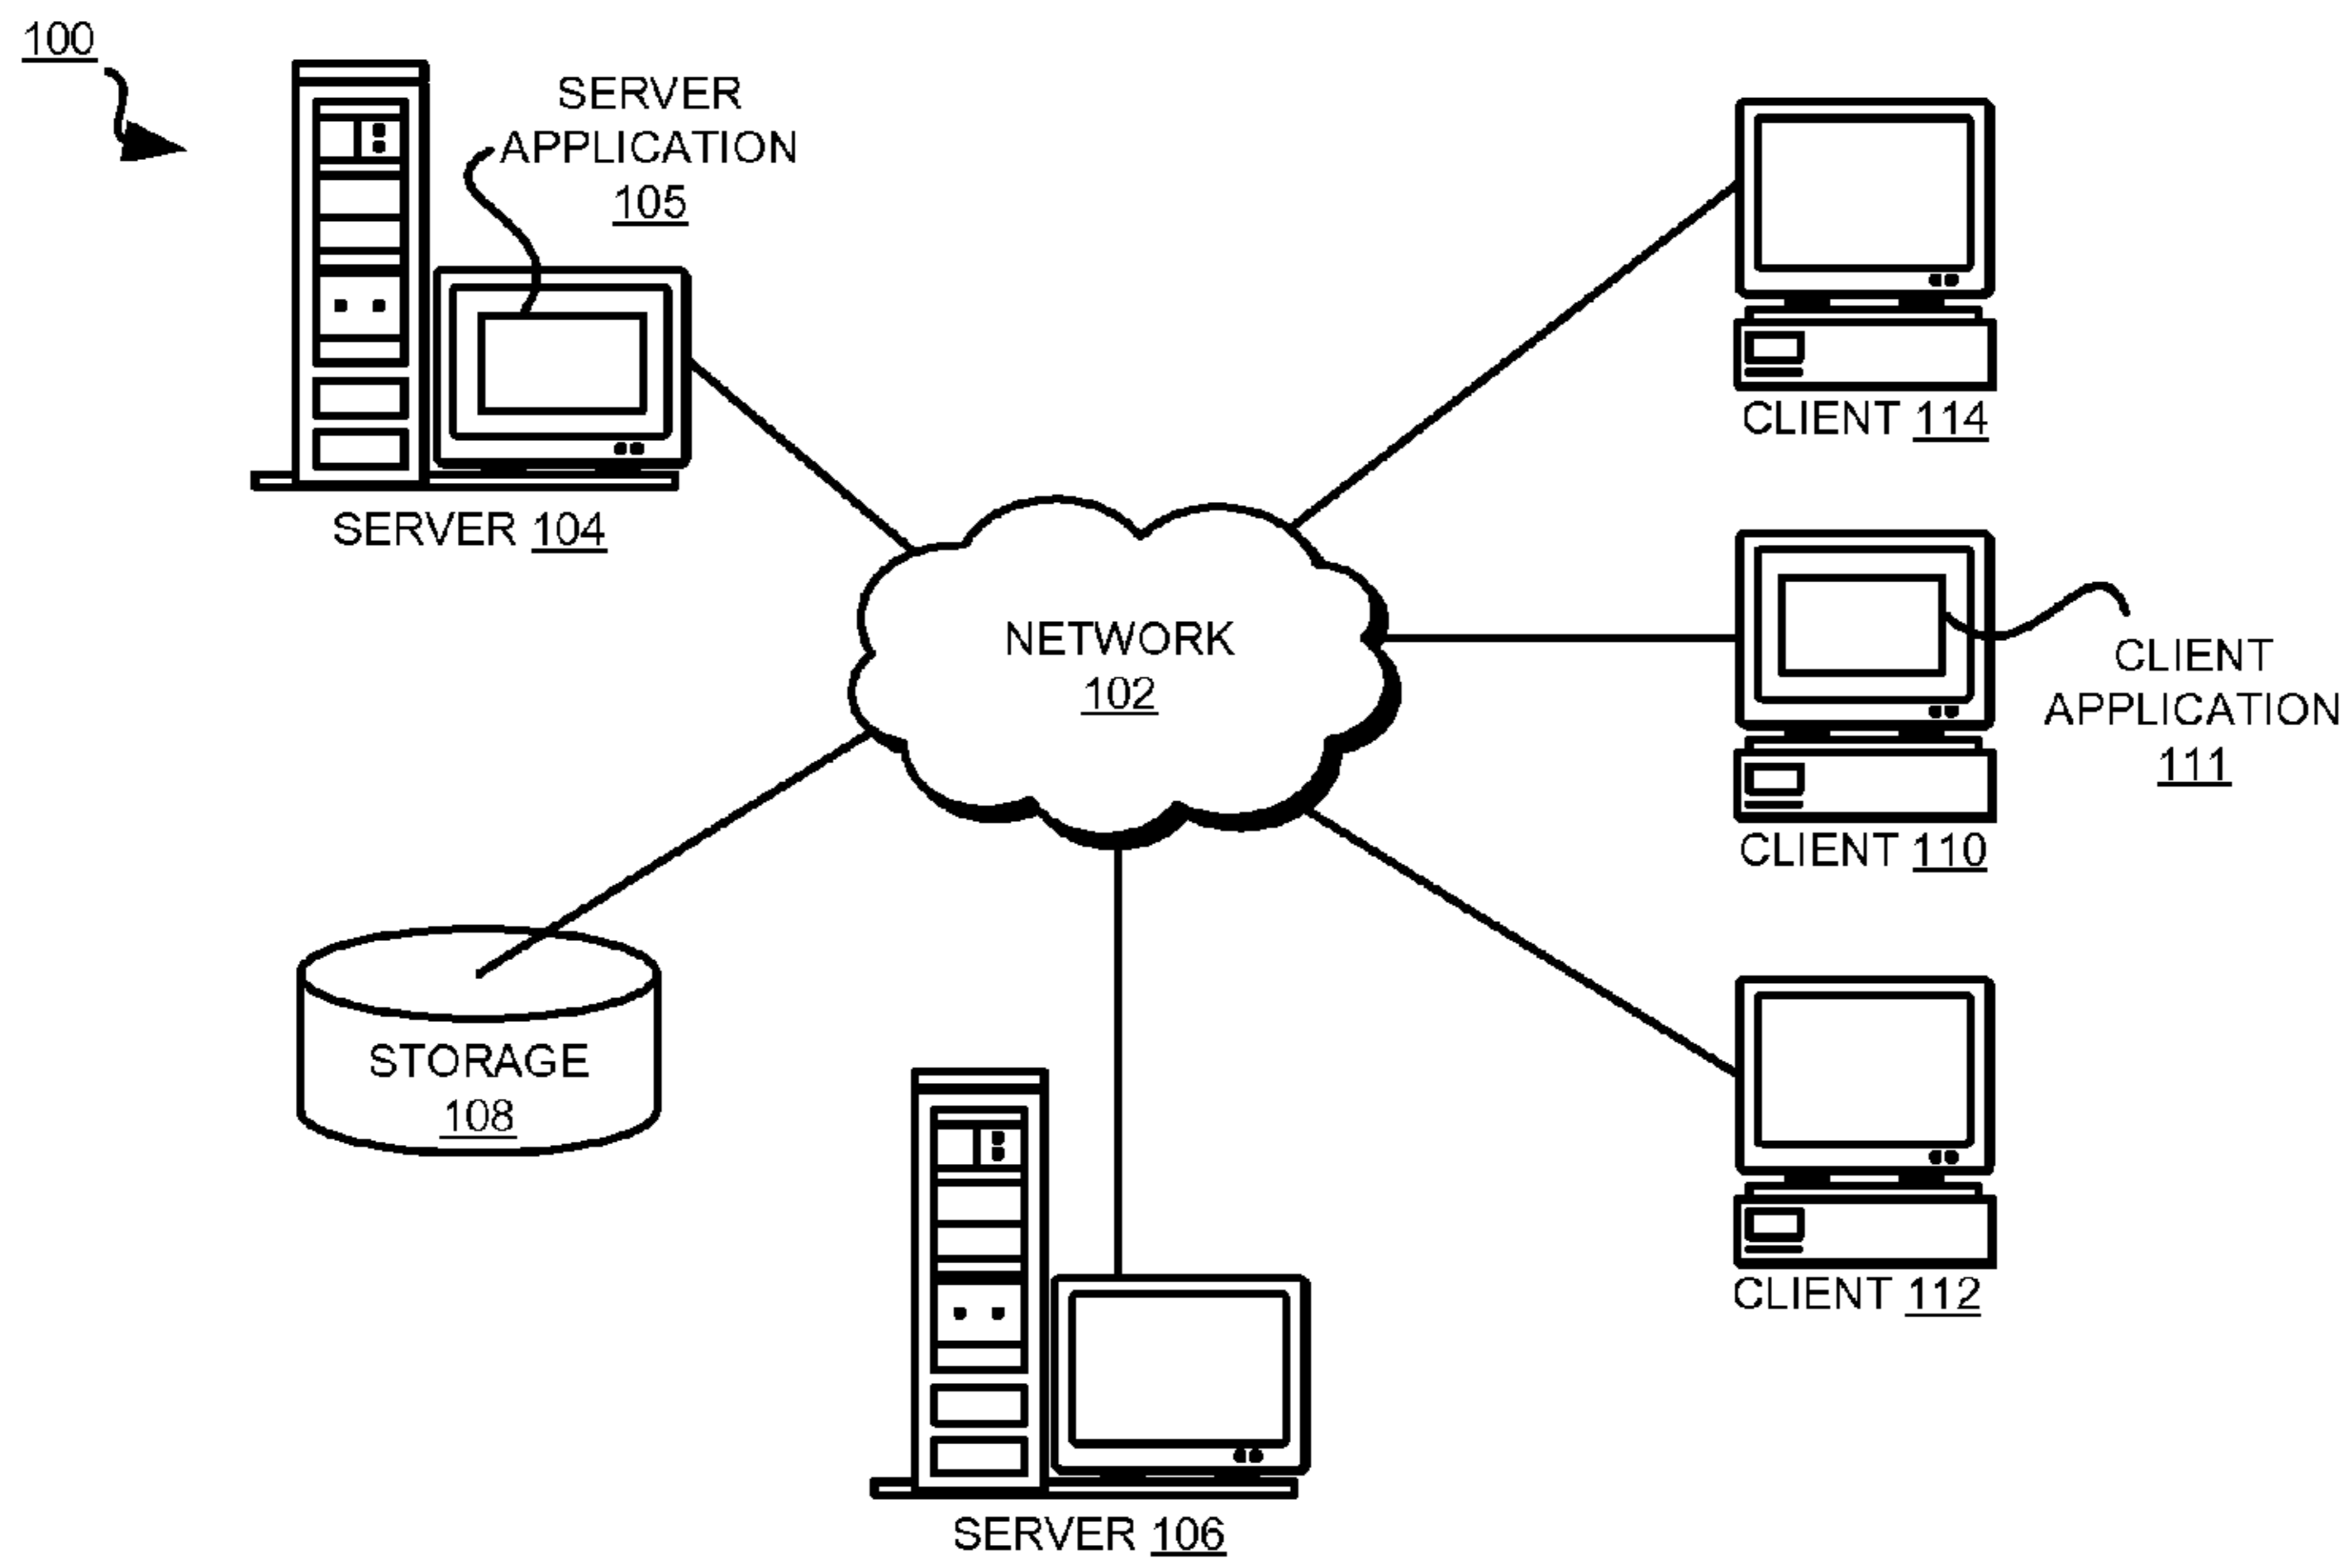 100
SERVER
APPLICATION
105
SERVER 104
CLIENT 114
NETWORK
102
CLIENT
APPLICATION
111
CLIENT 110
STORAGE
108
CLIENT 112
SERVER 106